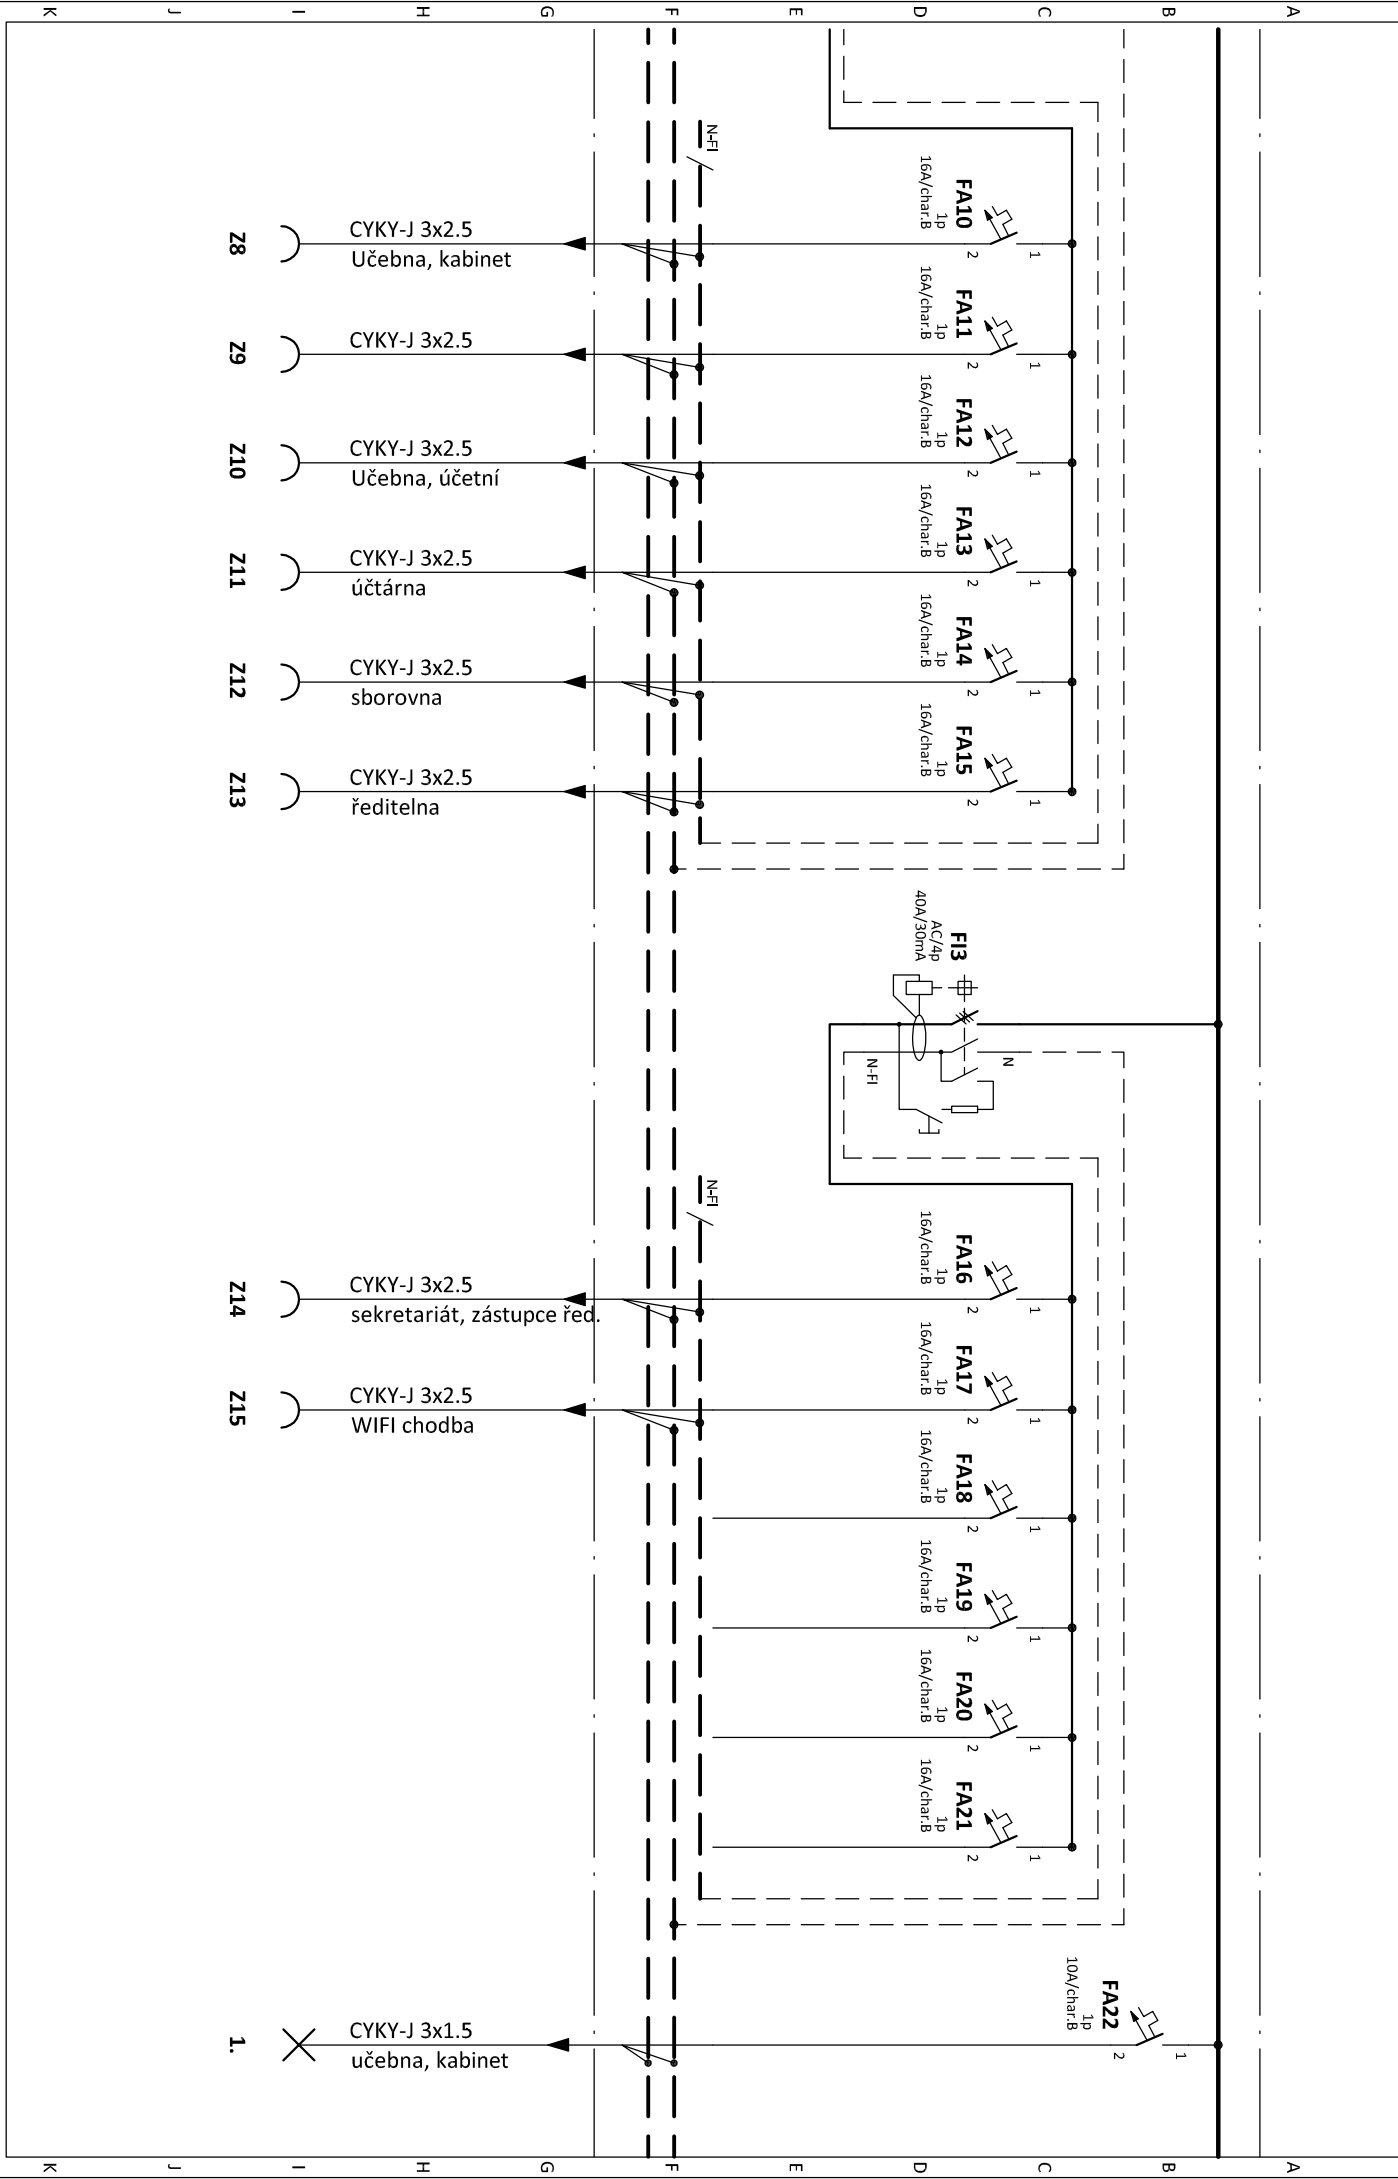 K J I H G F E D C B A
N-FI
FA10
1p
16A/char.B
1
2
CYKY-J 3x2.5
Učebna, kabinet
Z8
FA11
1p
16A/char.B
1
2
CYKY-J 3x2.5
Z9
FA12
1p
16A/char.B
1
2
CYKY-J 3x2.5
Učebna, účetní
Z10
FA13
1p
16A/char.B
1
2
CYKY-J 3x2.5
účtárna
Z11
FA14
1p
16A/char.B
1
2
CYKY-J 3x2.5
sborovna
Z12
FA15
1p
16A/char.B
1
2
CYKY-J 3x2.5
ředitelna
Z13
FI3
AC/4p
40A/30mA
N
N-FI
N-FI
FA16
1p
16A/char.B
1
2
CYKY-J 3x2.5
sekretariát, zástupce řed.
Z14
FA17
1p
16A/char.B
1
2
CYKY-J 3x2.5
WIFI chodba
Z15
FA18
1p
16A/char.B
1
2
FA19
1p
16A/char.B
1
2
FA20
1p
16A/char.B
1
2
FA21
1p
16A/char.B
1
2
FA22
1p
10A/char.B
1
2
CYKY-J 3x1.5
učebna, kabinet
1.
K J I H G F E D C B A